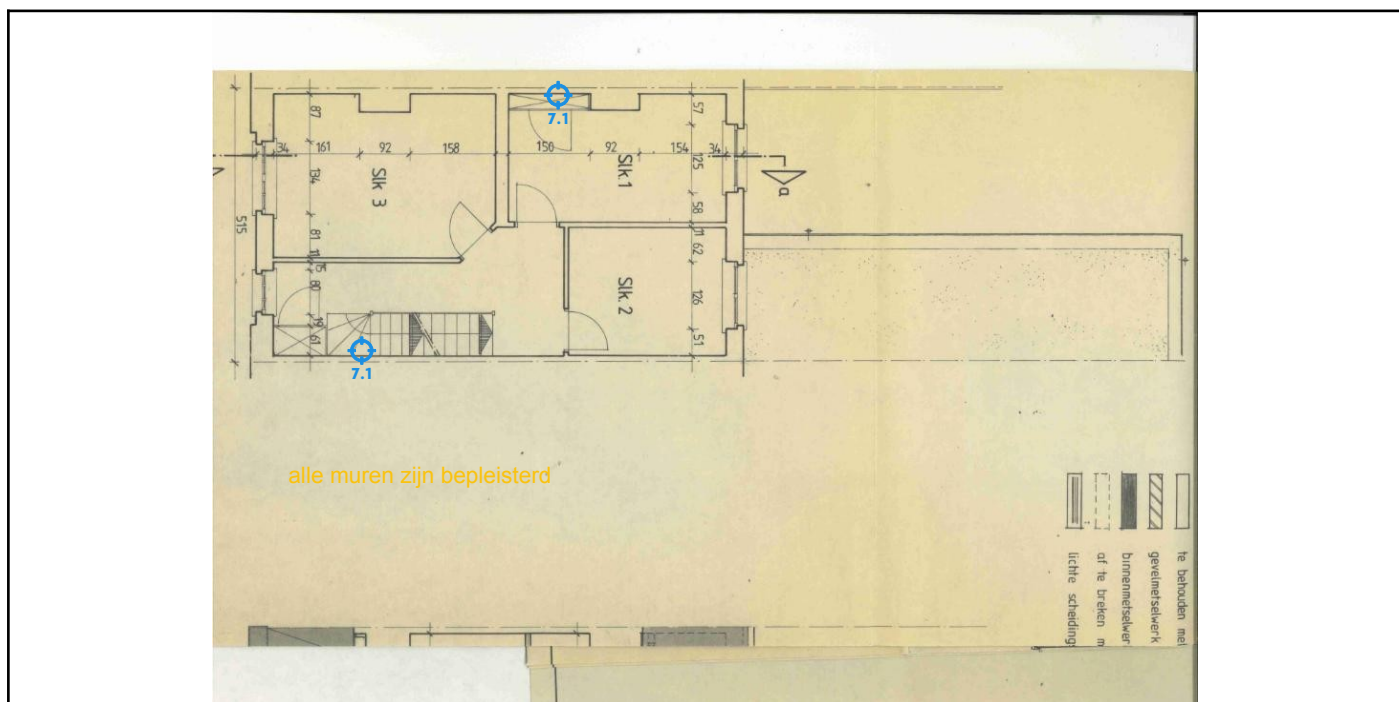 7.1
87
57
34
161
92
158
156
92
154
34
134
Slk 3
Slk.1
125
a
58
515
81
11
11
62
15
80
Slk. 2
126
19
61
51
7.1
alle muren zijn bepleisterd
te behouden met
gevelmetselwerk
binnenmetselwer
af te breken m
lichte scheiding